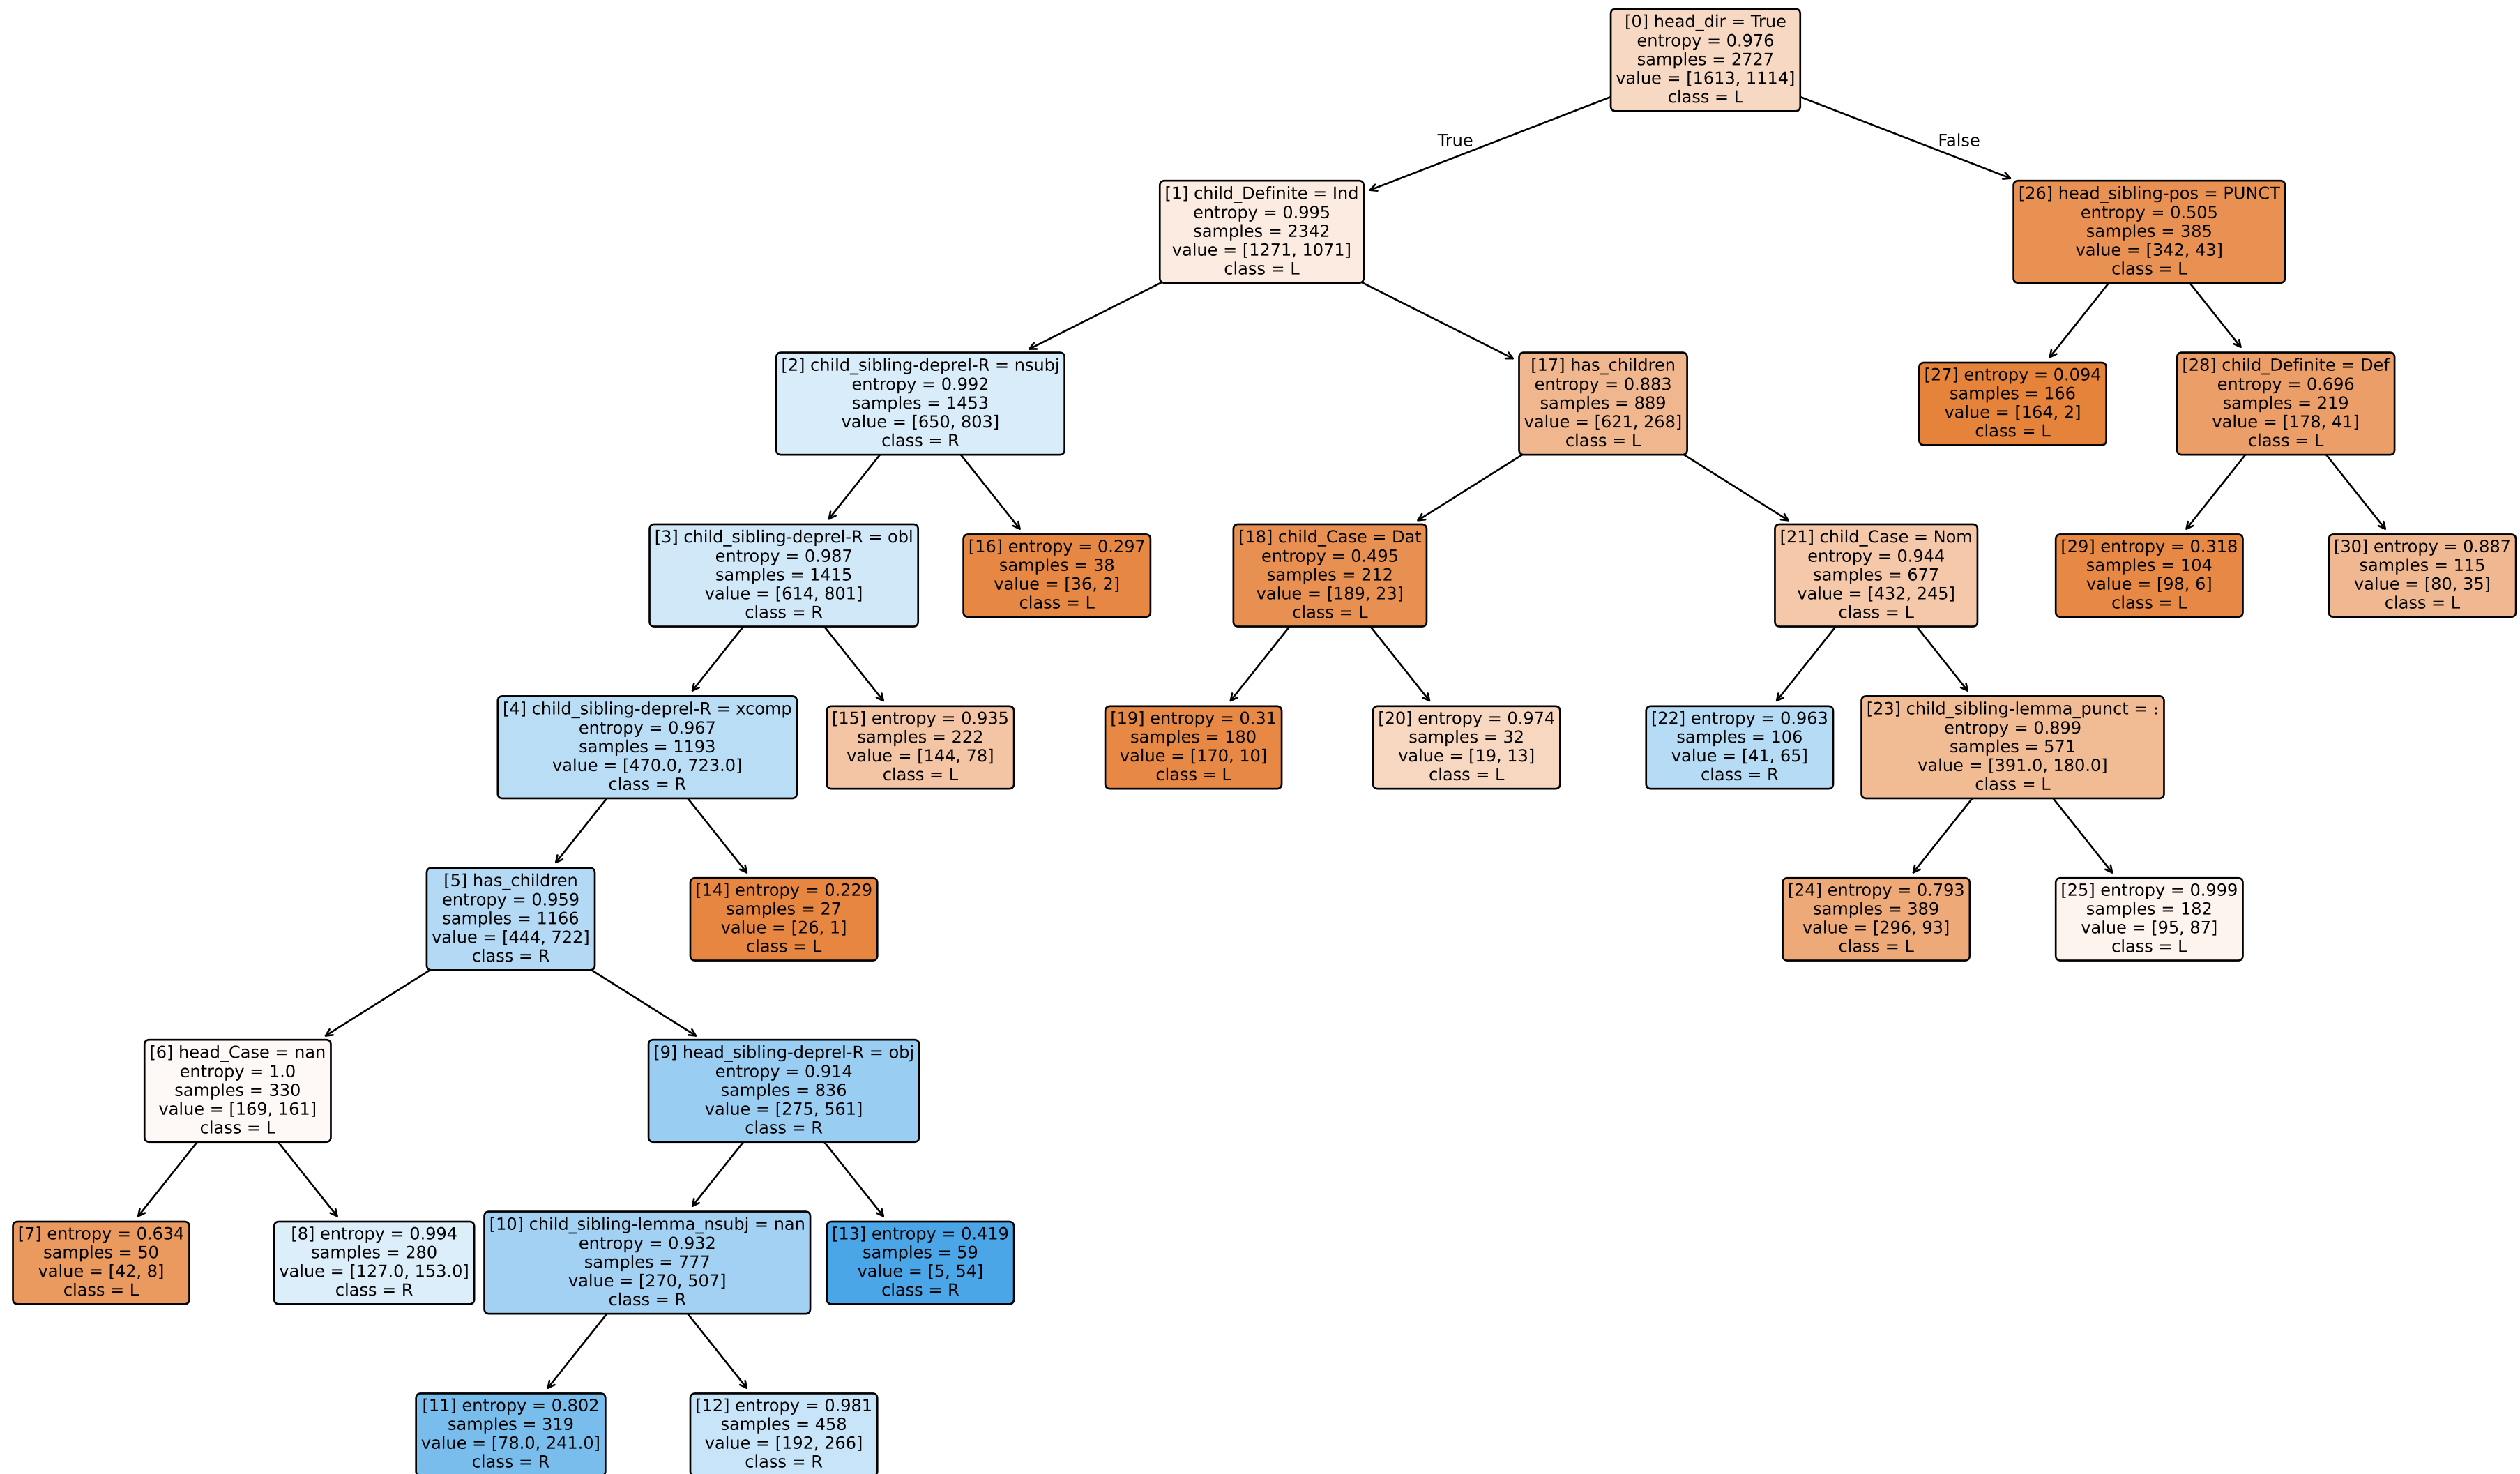 [0] head_dir = True
entropy = 0.976
samples = 2727
value = [1613, 1114]
class = L
True
False
[1] child_Definite = Ind
entropy = 0.995
samples = 2342
value = [1271, 1071]
class = L
[26] head_sibling-pos = PUNCT
entropy = 0.505
samples = 385
value = [342, 43]
class = L
[2] child_sibling-deprel-R = nsubj
entropy = 0.992
samples = 1453
value = [650, 803]
class = R
[17] has_children
entropy = 0.883
samples = 889
value = [621, 268]
class = L
[27] entropy = 0.094
samples = 166
value = [164, 2]
class = L
[28] child_Definite = Def
entropy = 0.696
samples = 219
value = [178, 41]
class = L
[3] child_sibling-deprel-R = obl
entropy = 0.987
samples = 1415
value = [614, 801]
class = R
[16] entropy = 0.297
samples = 38
value = [36, 2]
class = L
[18] child_Case = Dat
entropy = 0.495
samples = 212
value = [189, 23]
class = L
[21] child_Case = Nom
entropy = 0.944
samples = 677
value = [432, 245]
class = L
[29] entropy = 0.318
samples = 104
value = [98, 6]
class = L
[30] entropy = 0.887
samples = 115
value = [80, 35]
class = L
[4] child_sibling-deprel-R = xcomp
entropy = 0.967
samples = 1193
value = [470.0, 723.0]
class = R
[15] entropy = 0.935
samples = 222
value = [144, 78]
class = L
[19] entropy = 0.31
samples = 180
value = [170, 10]
class = L
[20] entropy = 0.974
samples = 32
value = [19, 13]
class = L
[22] entropy = 0.963
samples = 106
value = [41, 65]
class = R
[23] child_sibling-lemma_punct = :
entropy = 0.899
samples = 571
value = [391.0, 180.0]
class = L
[5] has_children
entropy = 0.959
samples = 1166
value = [444, 722]
class = R
[14] entropy = 0.229
samples = 27
value = [26, 1]
class = L
[24] entropy = 0.793
samples = 389
value = [296, 93]
class = L
[25] entropy = 0.999
samples = 182
value = [95, 87]
class = L
[6] head_Case = nan
entropy = 1.0
samples = 330
value = [169, 161]
class = L
[9] head_sibling-deprel-R = obj
entropy = 0.914
samples = 836
value = [275, 561]
class = R
[7] entropy = 0.634
samples = 50
value = [42, 8]
class = L
[8] entropy = 0.994
samples = 280
value = [127.0, 153.0]
class = R
[10] child_sibling-lemma_nsubj = nan
entropy = 0.932
samples = 777
value = [270, 507]
class = R
[13] entropy = 0.419
samples = 59
value = [5, 54]
class = R
[11] entropy = 0.802
samples = 319
value = [78.0, 241.0]
class = R
[12] entropy = 0.981
samples = 458
value = [192, 266]
class = R